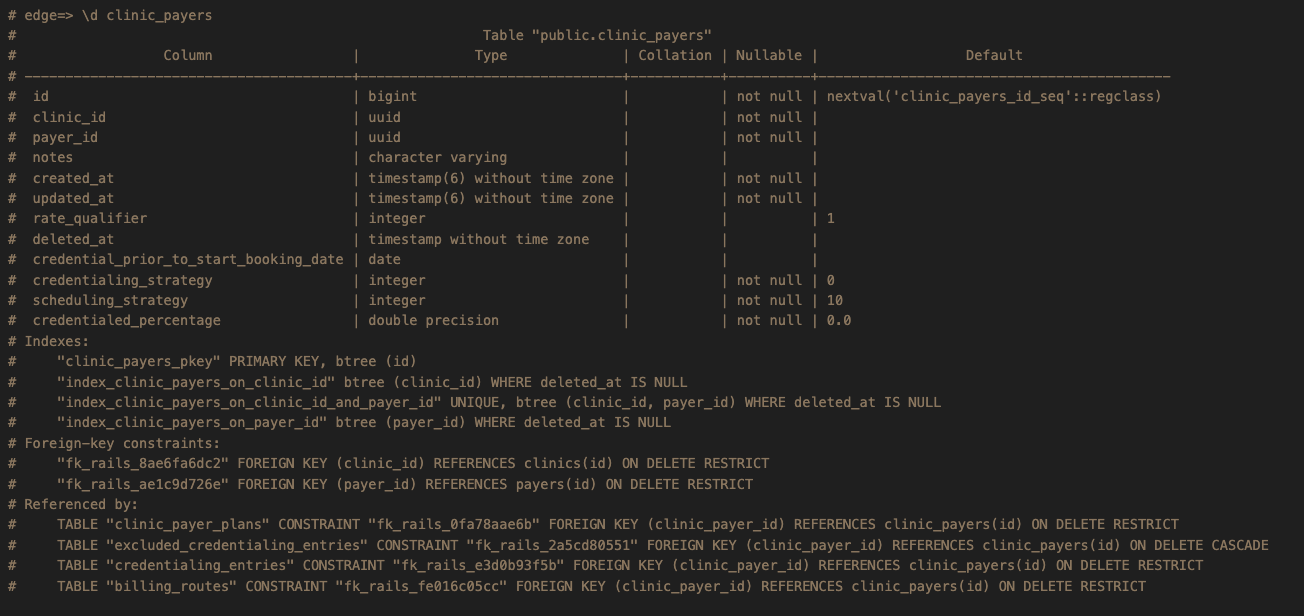 # edge=> \d clinic_payers
#                                                          Table "public.clinic_payers"
#                 Column                 |              Type              | Collation | Nullable |                  Default
# ----------------------------------------+--------------------------------+-----------+----------+-------------------------------------------
#  id                                     | bigint                         |           | not null | nextval('clinic_payers_id_seq'::regclass)
#  clinic_id                              | uuid                           |           | not null |
#  payer_id                               | uuid                           |           | not null |
#  notes                                  | character varying              |           |          |
#  created_at                             | timestamp(6) without time zone |           | not null |
#  updated_at                             | timestamp(6) without time zone |           | not null |
#  rate_qualifier                         | integer                        |           |          | 1
#  deleted_at                             | timestamp without time zone    |           |          |
#  credential_prior_to_start_booking_date | date                           |           |          |
#  credentialing_strategy                 | integer                        |           | not null | 0
#  scheduling_strategy                    | integer                        |           | not null | 10
#  credentialed_percentage                | double precision               |           | not null | 0.0
# Indexes:
#     "clinic_payers_pkey" PRIMARY KEY, btree (id)
#     "index_clinic_payers_on_clinic_id" btree (clinic_id) WHERE deleted_at IS NULL
#     "index_clinic_payers_on_clinic_id_and_payer_id" UNIQUE, btree (clinic_id, payer_id) WHERE deleted_at IS NULL
#     "index_clinic_payers_on_payer_id" btree (payer_id) WHERE deleted_at IS NULL
# Foreign-key constraints:
#     "fk_rails_8ae6fa6dc2" FOREIGN KEY (clinic_id) REFERENCES clinics(id) ON DELETE RESTRICT
#     "fk_rails_ae1c9d726e" FOREIGN KEY (payer_id) REFERENCES payers(id) ON DELETE RESTRICT
# Referenced by:
#     TABLE "clinic_payer_plans" CONSTRAINT "fk_rails_0fa78aae6b" FOREIGN KEY (clinic_payer_id) REFERENCES clinic_payers(id) ON DELETE RESTRICT
#     TABLE "excluded_credentialing_entries" CONSTRAINT "fk_rails_2a5cd80551" FOREIGN KEY (clinic_payer_id) REFERENCES clinic_payers(id) ON DELETE CASCADE
#     TABLE "credentialing_entries" CONSTRAINT "fk_rails_e3d0b93f5b" FOREIGN KEY (clinic_payer_id) REFERENCES clinic_payers(id) ON DELETE RESTRICT
#     TABLE "billing_routes" CONSTRAINT "fk_rails_fe016c05cc" FOREIGN KEY (clinic_payer_id) REFERENCES clinic_payers(id) ON DELETE RESTRICT